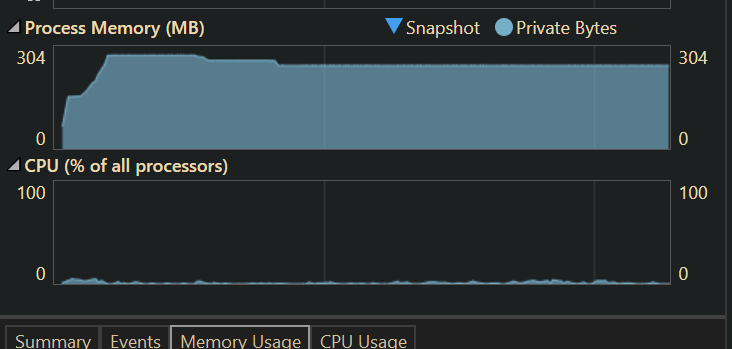 Process Memory (MB) Snapshot Private Bytes
304 304
0 0
CPU (% of all processors)
100 100
0 0
Summary Events Memory Usage CPU Usage